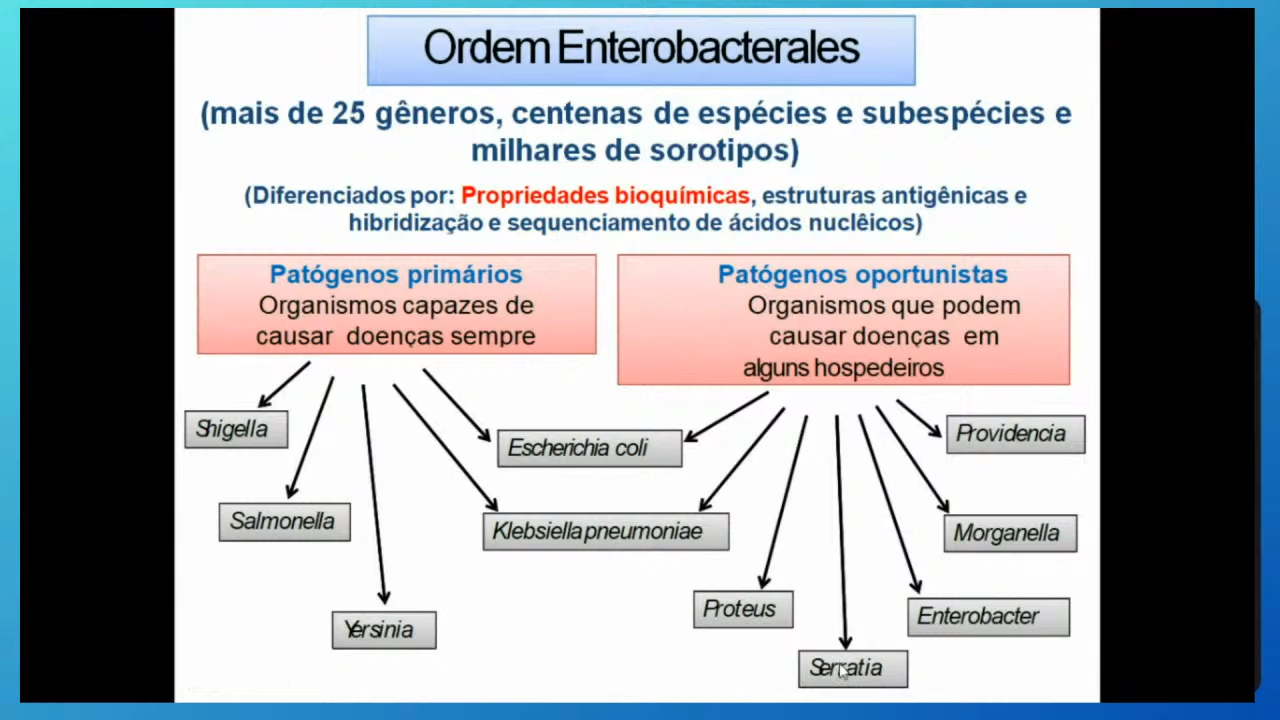 Ordem Enterobacterales
(mais de 25 gêneros, centenas de espécies e subespécies e
milhares de sorotipos)
(Diferenciados por: Propriedades bioquímicas, estruturas antigênicas e
hibridização e sequenciamento de ácidos nuclêicos)
Patógenos primários
Organismos capazes de
causar doenças sempre
Patógenos oportunistas
Organismos que podem
causar doenças em
alguns hospedeiros
Shigella
Escherichia coli
Providencia
Salmonella
Klebsiella pneumoniae
Morganella
Proteus
Enterobacter
Yersinia
Serratia